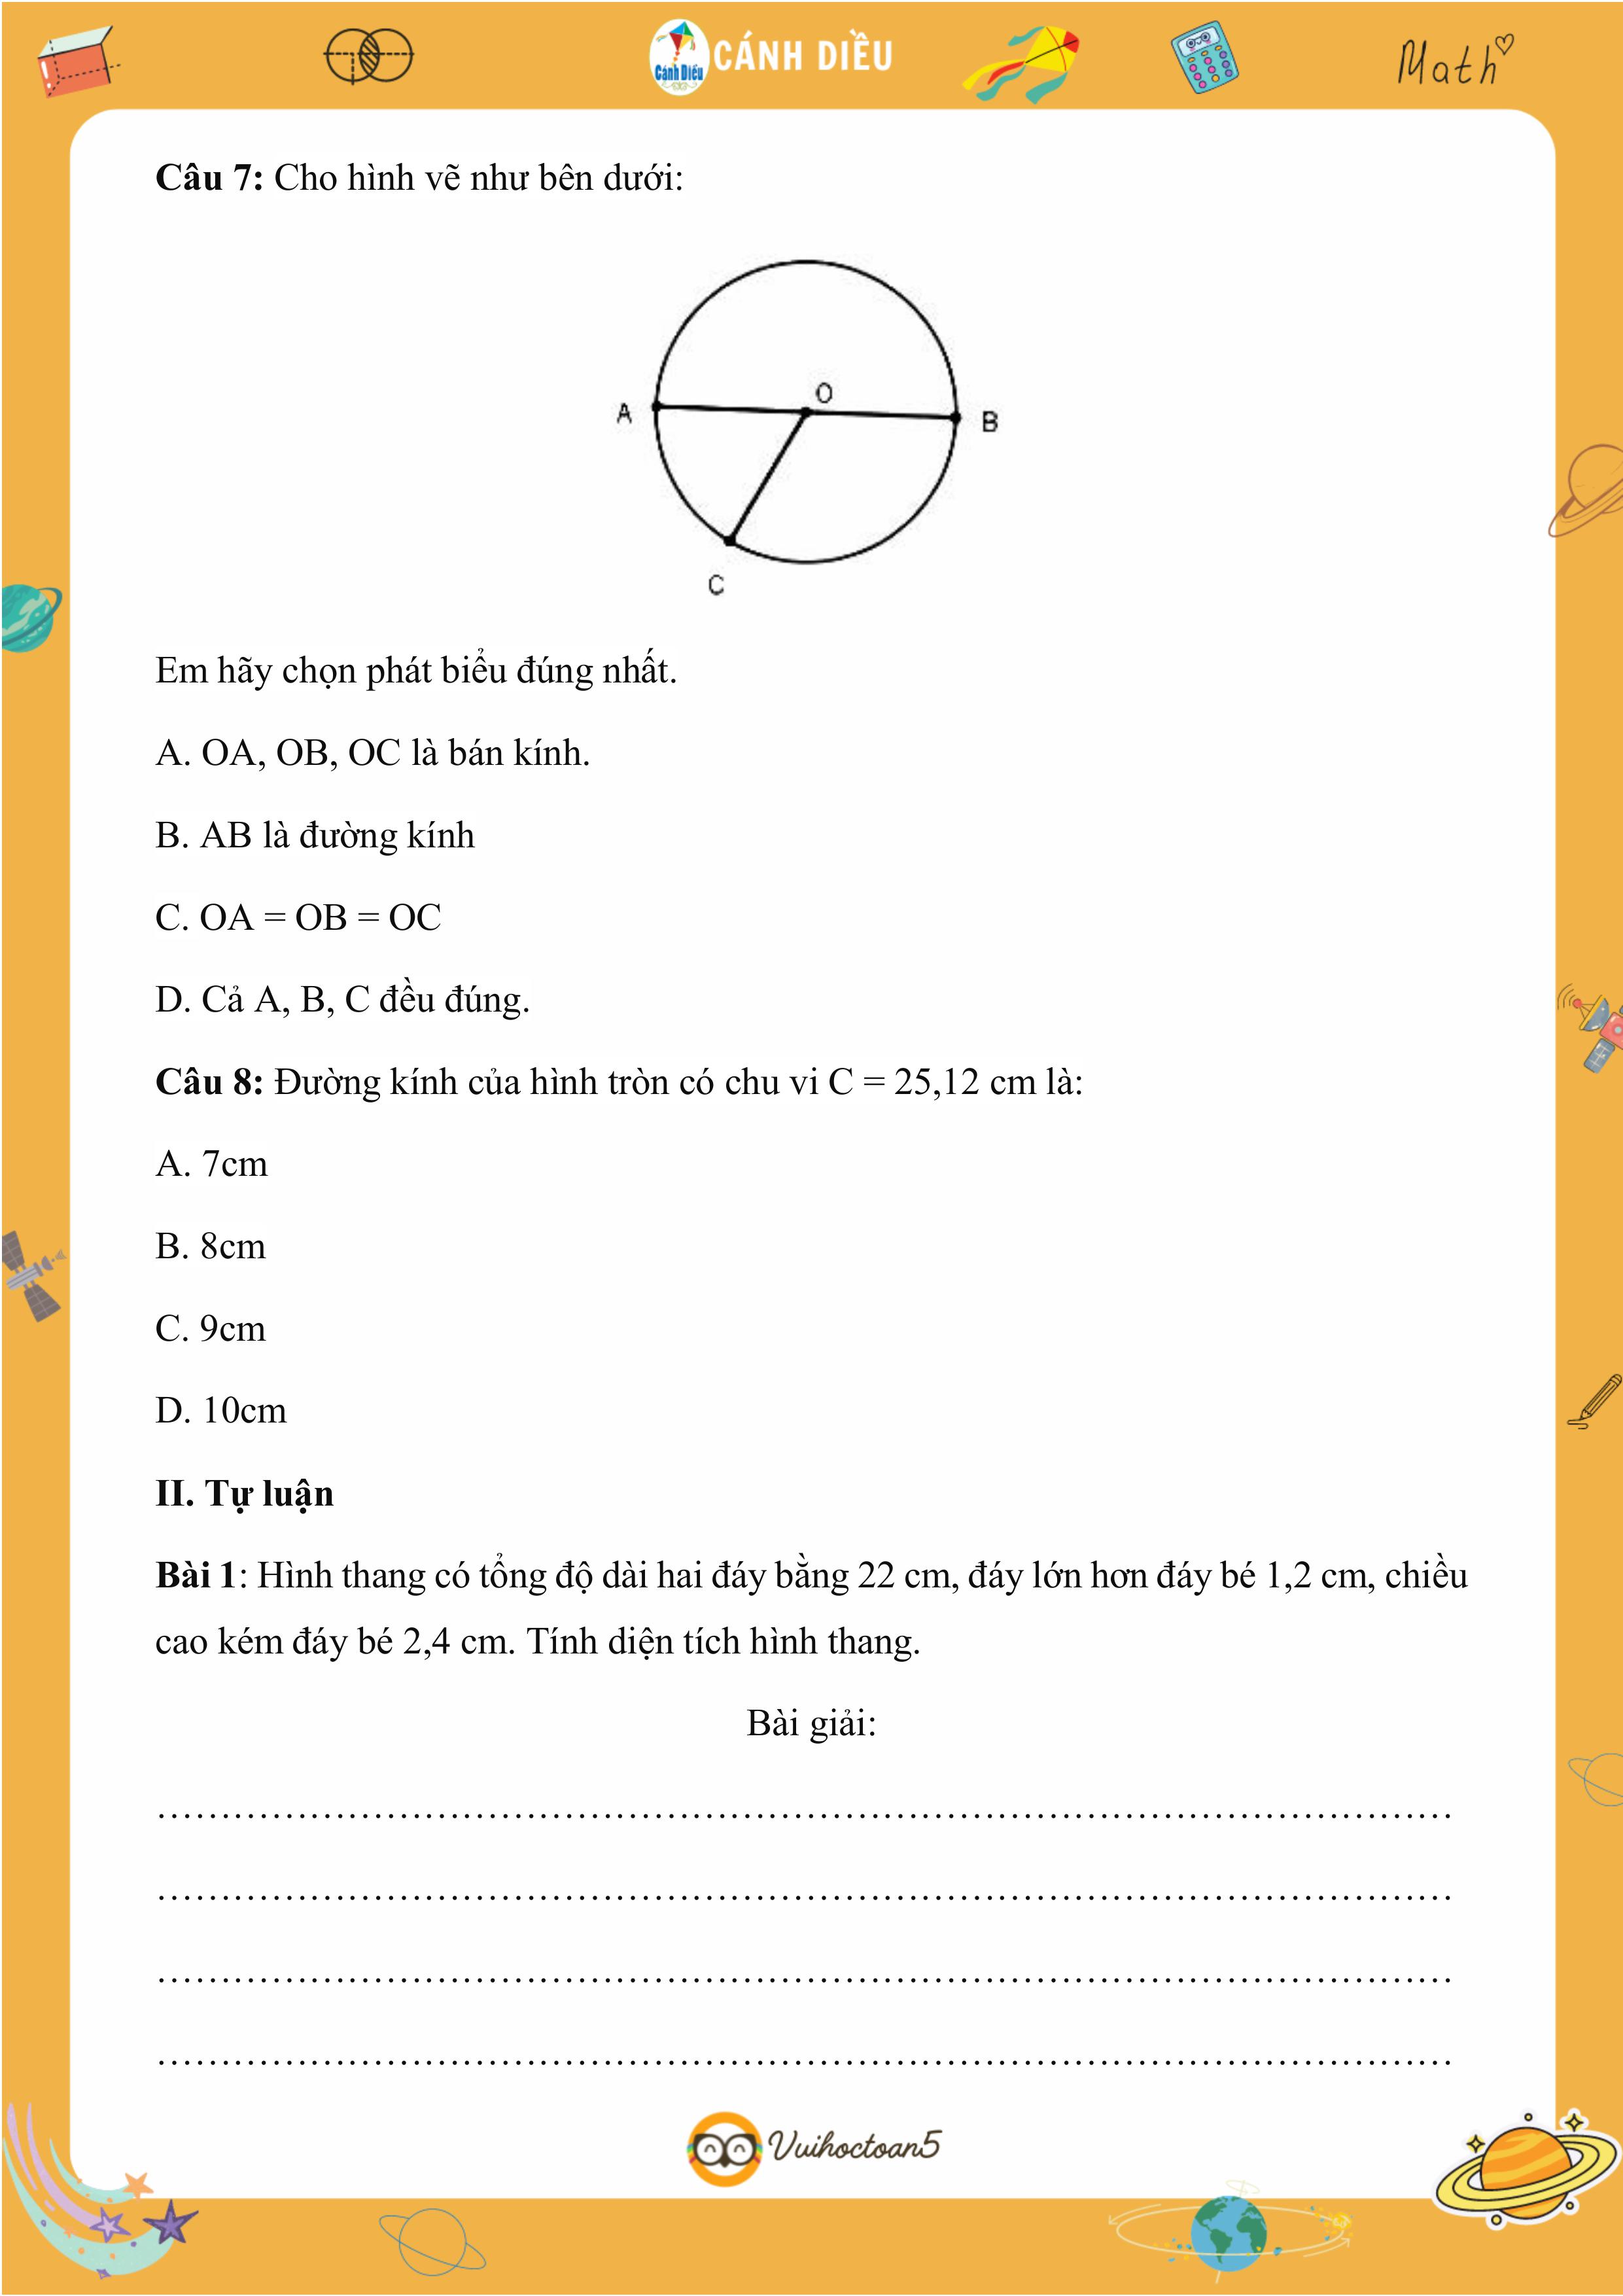 Cánh Diều
CÁNH DIỀU
Math
Câu 7: Cho hình vẽ như bên dưới:
O
A
B
C
Em hãy chọn phát biểu đúng nhất.
A. OA, OB, OC là bán kính.
B. AB là đường kính
C. OA = OB = OC
D. Cả A, B, C đều đúng.
Câu 8: Đường kính của hình tròn có chu vi C = 25,12 cm là:
A. 7cm
B. 8cm
C. 9cm
D. 10cm
II. Tự luận
Bài 1: Hình thang có tổng độ dài hai đáy bằng 22 cm, đáy lớn hơn đáy bé 1,2 cm, chiều
cao kém đáy bé 2,4 cm. Tính diện tích hình thang.
Bài giải:
Vuihoctoan5